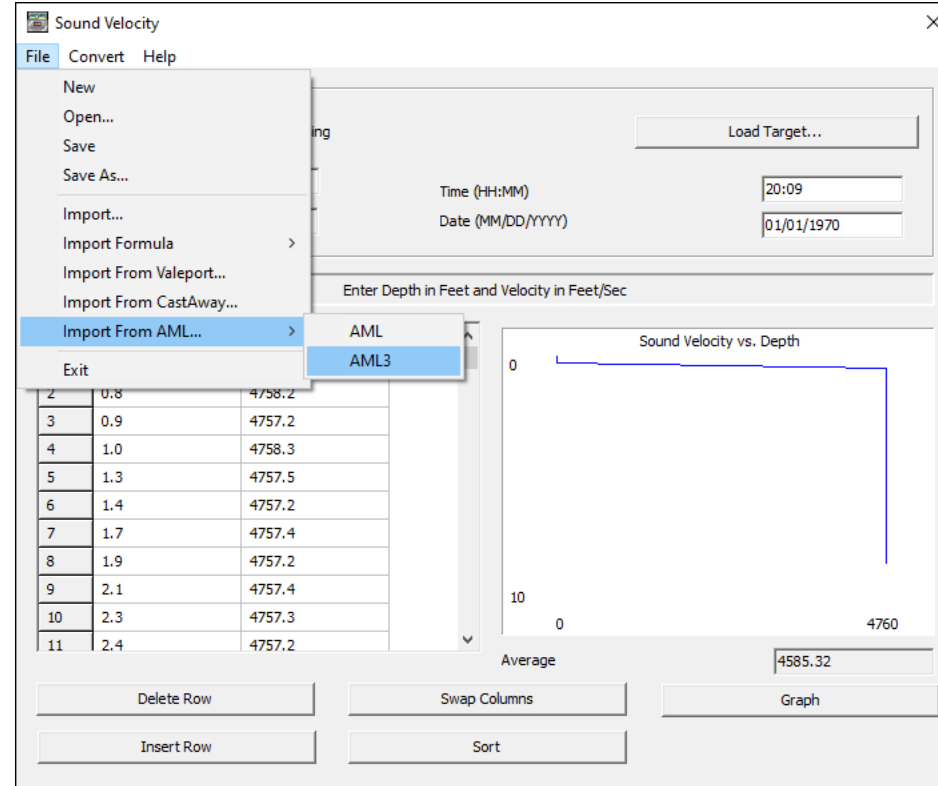 Sound Velocity
File Convert Help
New
Open...
Save
Save As...
Import...
Import Formula
Import From Valeport...
Import From CastAway...
Import From AML...
Exit
AML
AML3
ing
Load Target...
Time (HH:MM) 20:09
Date (MM/DD/YYYY) 01/01/1970
Enter Depth in Feet and Velocity in Feet/Sec
2 0.8 4758.2
3 0.9 4757.2
4 1.0 4758.3
5 1.3 4757.5
6 1.4 4757.2
7 1.7 4757.4
8 1.9 4757.2
9 2.1 4757.4
10 2.3 4757.3
11 2.4 4757.2
Sound Velocity vs. Depth
0
10
0 4760
Average 4585.32
Delete Row Swap Columns Graph
Insert Row Sort